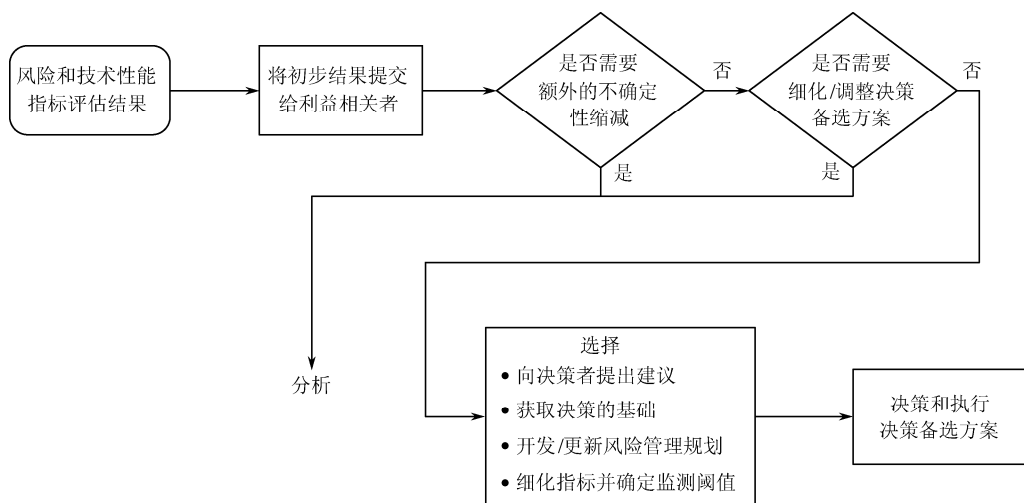 风险和技术性能
指标评估结果
将初步结果提交
给利益相关者
是否需要
额外的不确定
性缩减
否
是否需要
细化/调整决策
备选方案
否
是
是
分析
选择
• 向决策者提出建议
• 获取决策的基础
• 开发/更新风险管理规划
• 细化指标并确定监测阈值
决策和执行
决策备选方案